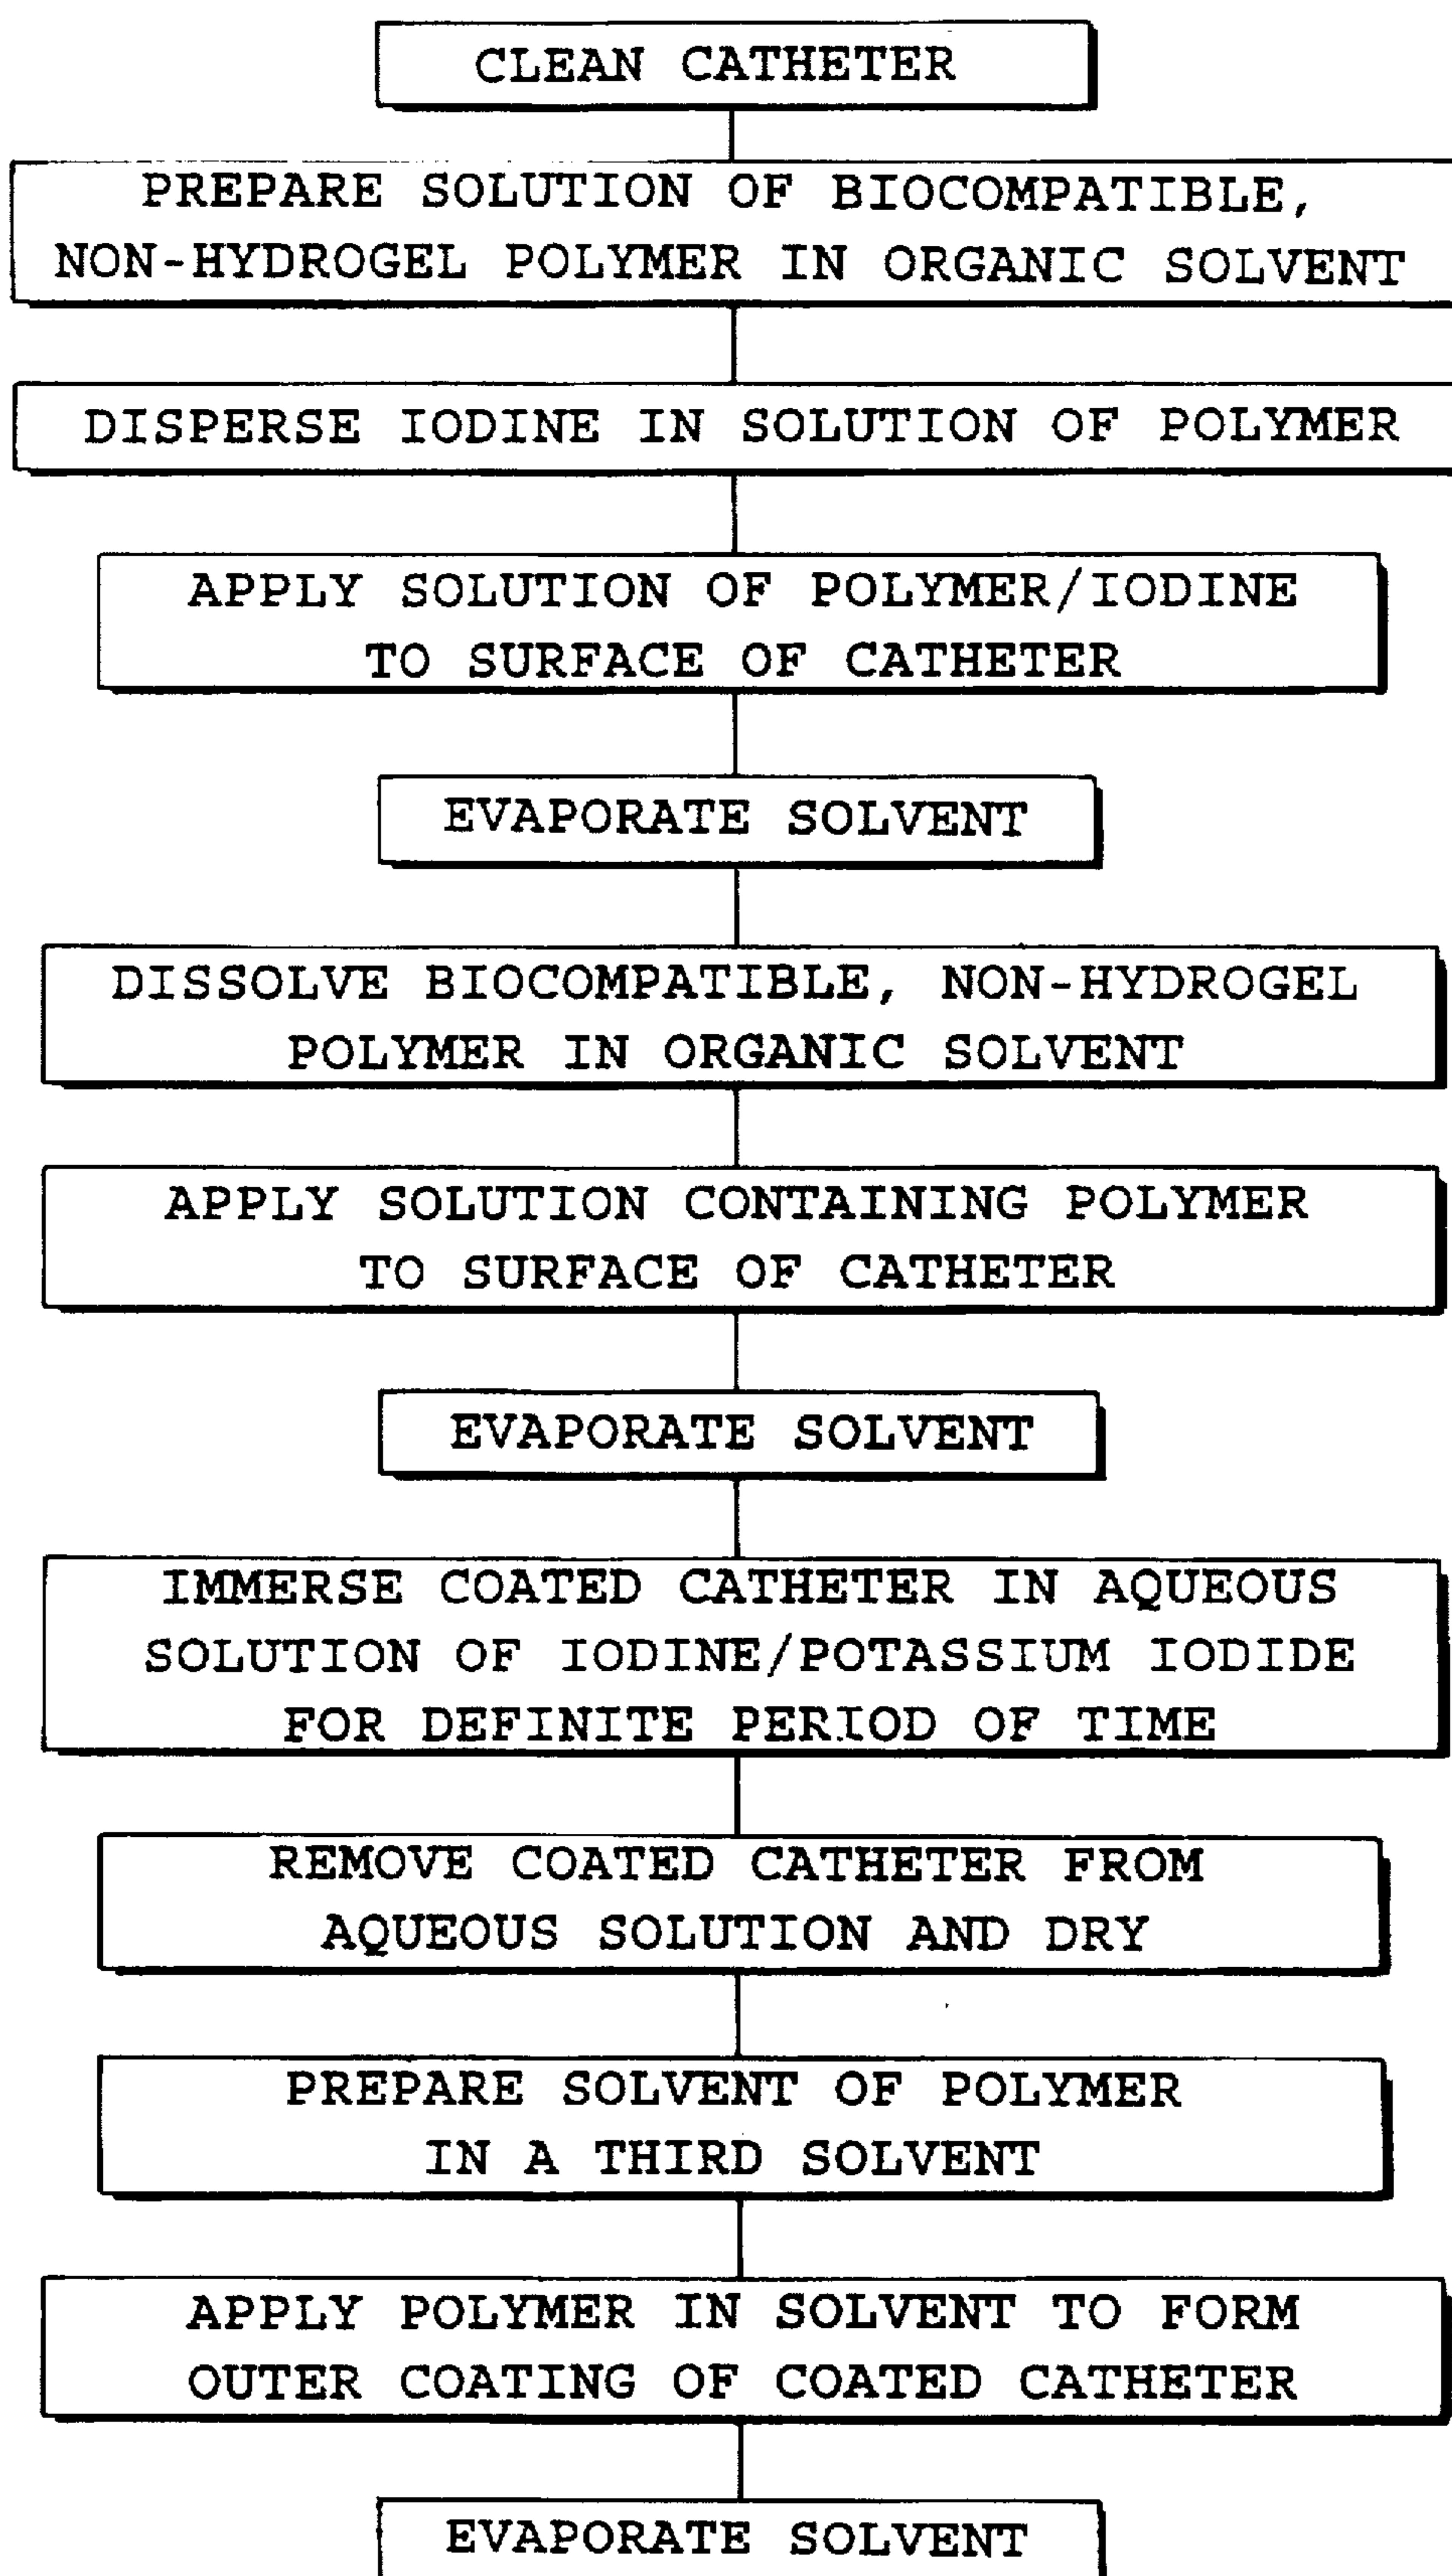 CLEAN CATHETER
PREPARE SOLUTION OF BIOCOMPATIBLE,
NON-HYDROGEL POLYMER IN ORGANIC SOLVENT
DISPERSE IODINE IN SOLUTION OF POLYMER
APPLY SOLUTION OF POLYMER/IODINE
TO SURFACE OF CATHETER
EVAPORATE SOLVENT
DISSOLVE BIOCOMPATIBLE, NON-HYDROGEL
POLYMER IN ORGANIC SOLVENT
APPLY SOLUTION CONTAINING POLYMER
TO SURFACE OF CATHETER
EVAPORATE SOLVENT
IMMERSE COATED CATHETER IN AQUEOUS
SOLUTION OF IODINE/POTASSIUM IODIDE
FOR DEFINITE PERIOD OF TIME
REMOVE COATED CATHETER FROM
AQUEOUS SOLUTION AND DRY
PREPARE SOLVENT OF POLYMER
IN A THIRD SOLVENT
APPLY POLYMER IN SOLVENT TO FORM
OUTER COATING OF COATED CATHETER
EVAPORATE SOLVENT